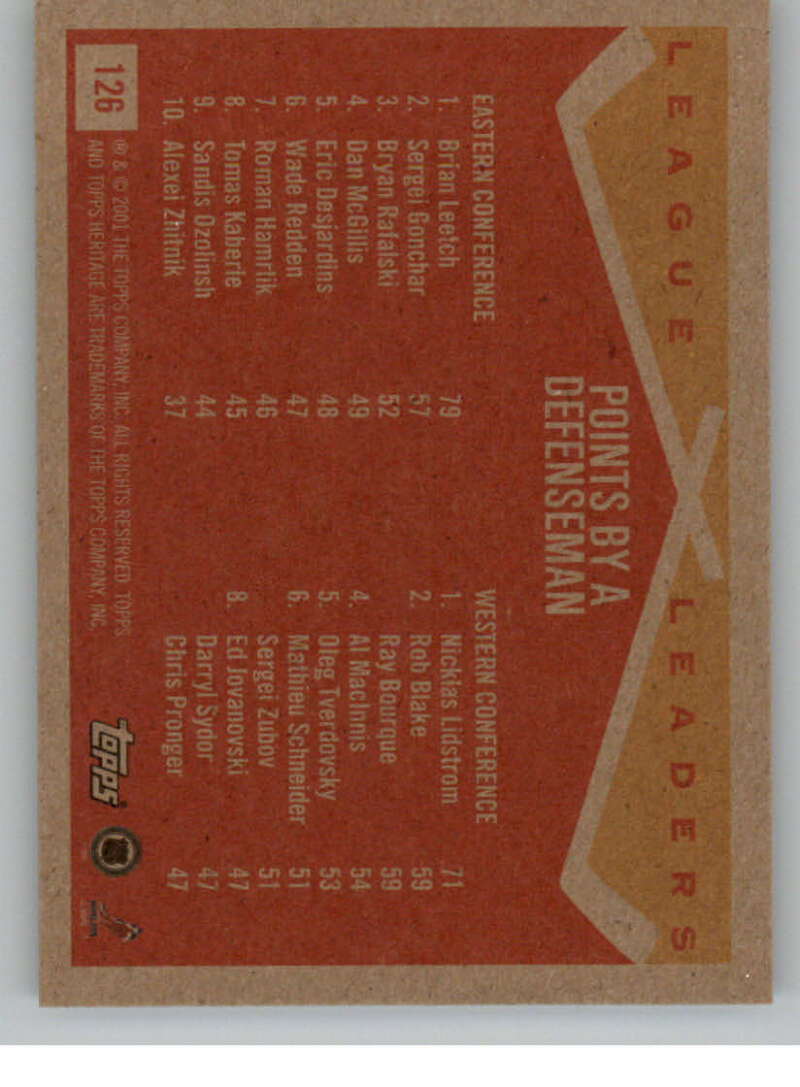 LEAGUE LEADERS
POINTS BY A
DEFENSEMAN
EASTERN CONFERENCE
1. Brian Leetch 79
2. Sergei Gonchar 57
3. Bryan Rafalski 52
4. Dan McGillis 49
5. Eric Desjardins 48
6. Wade Redden 47
7. Roman Hamrlik 46
8. Tomas Kaberle 45
9. Sandis Ozolinsh 44
10. Alexei Zhitnik 37
WESTERN CONFERENCE
1. Nicklas Lidstrom 71
2. Rob Blake 59
Ray Bourque 59
4. Al MacInnis 54
5. Oleg Tverdovsky 53
6. Mathieu Schneider 51
Sergei Zubov 51
8. Ed Jovanovski 47
Darryl Sydor 47
Chris Pronger 47
126
® & © 2001 THE TOPPS COMPANY, INC. ALL RIGHTS RESERVED. TOPPS
AND TOPPS HERITAGE ARE TRADEMARKS OF THE TOPPS COMPANY, INC.
topps